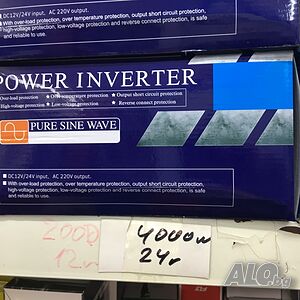 DC12V/24V input, AC 220V output.
With over-load protection, over temperature protection, output short circuit protection,
high-voltage protection, low-voltage protection and reverse connect protection, is safe
and reliable to use.
POWER INVERTER
Over-load protection ★ Over temperature protection ★ Output short circuit protection
High-voltage protection ★ Low-voltage protection ★ Reverse connect protection
PURE SINE WAVE
DC12V/24V input, AC 220V output.
With over-load protection, over temperature protection, output short circuit protection,
high-voltage protection, low-voltage protection and reverse connect protection, is safe
and reliable to use.
2000
12v
4000w
24v
ALO.bg